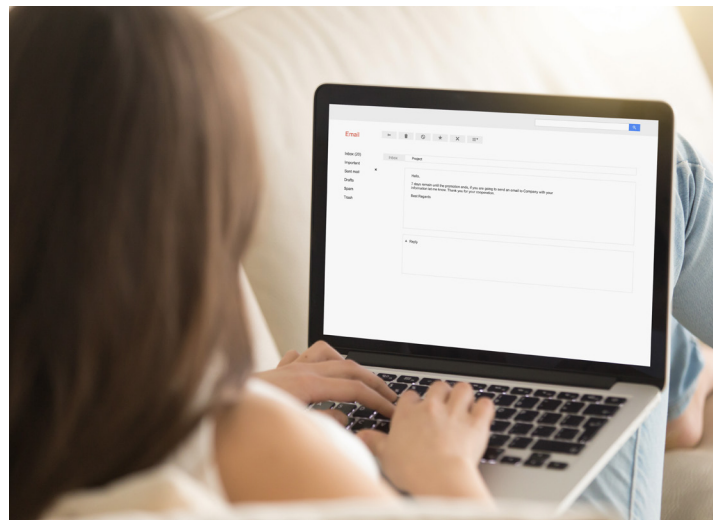 Email
Inbox (20)
Important
Sent mail
Drafts
Spam
Trash
Inbox
Project
Hello,
7 days remain until the promotion ends. If you are going to send an email to Company with your
information let me know. Thank you for your cooperation.
Best Regards
Reply